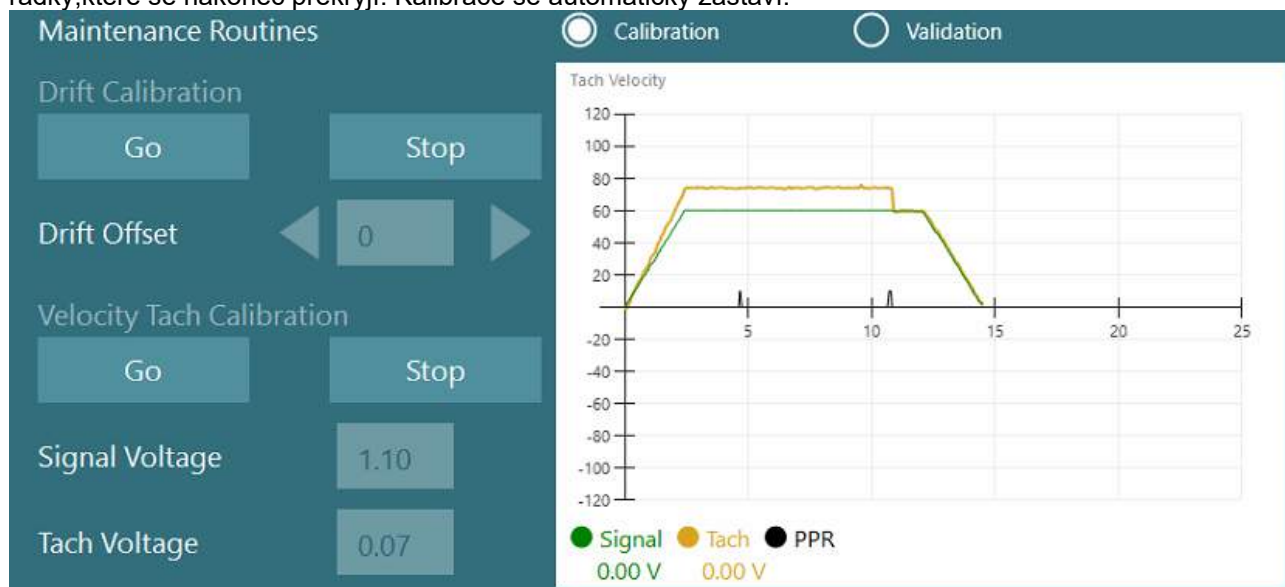 řádky,které se nakonec překryjí. Kalibrace se automaticky zastaví.
Maintenance Routines
Calibration
Validation
Drift Calibration
Go
Stop
Drift Offset
0
Velocity Tach Calibration
Go
Stop
Signal Voltage
1.10
Tach Voltage
0.07
Tach Velocity
120
100
80
60
40
20
-20
-40
-60
-80
-100
-120
5
10
15
20
25
Signal Tach PPR
0.00 V 0.00 V